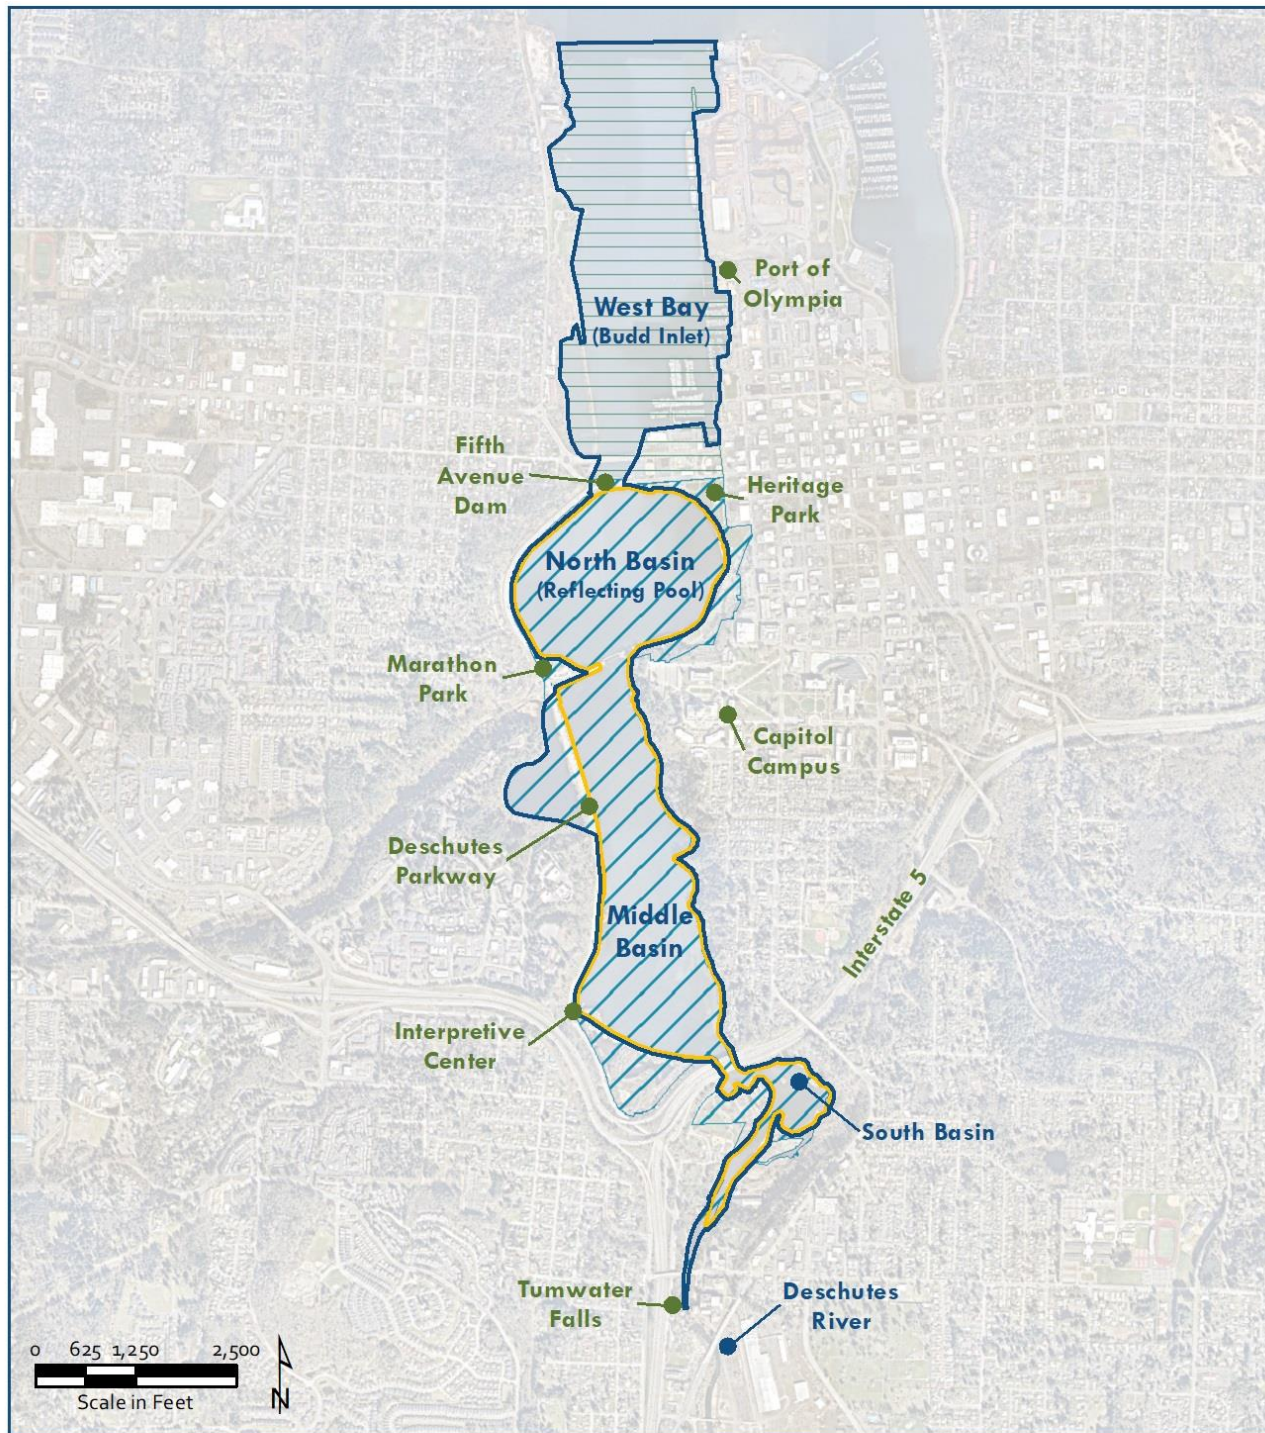 Port of
Olympia
West Bay
(Budd Inlet)
Fifth
Avenue
Dam
Heritage
Park
North Basin
(Reflecting Pool)
Marathon
Park
Capitol
Campus
Deschutes
Parkway
Interstate 5
Middle
Basin
Interpretive
Center
South Basin
Tumwater
Falls
Deschutes
River
0 625 1,250 2,500
Scale in Feet
N